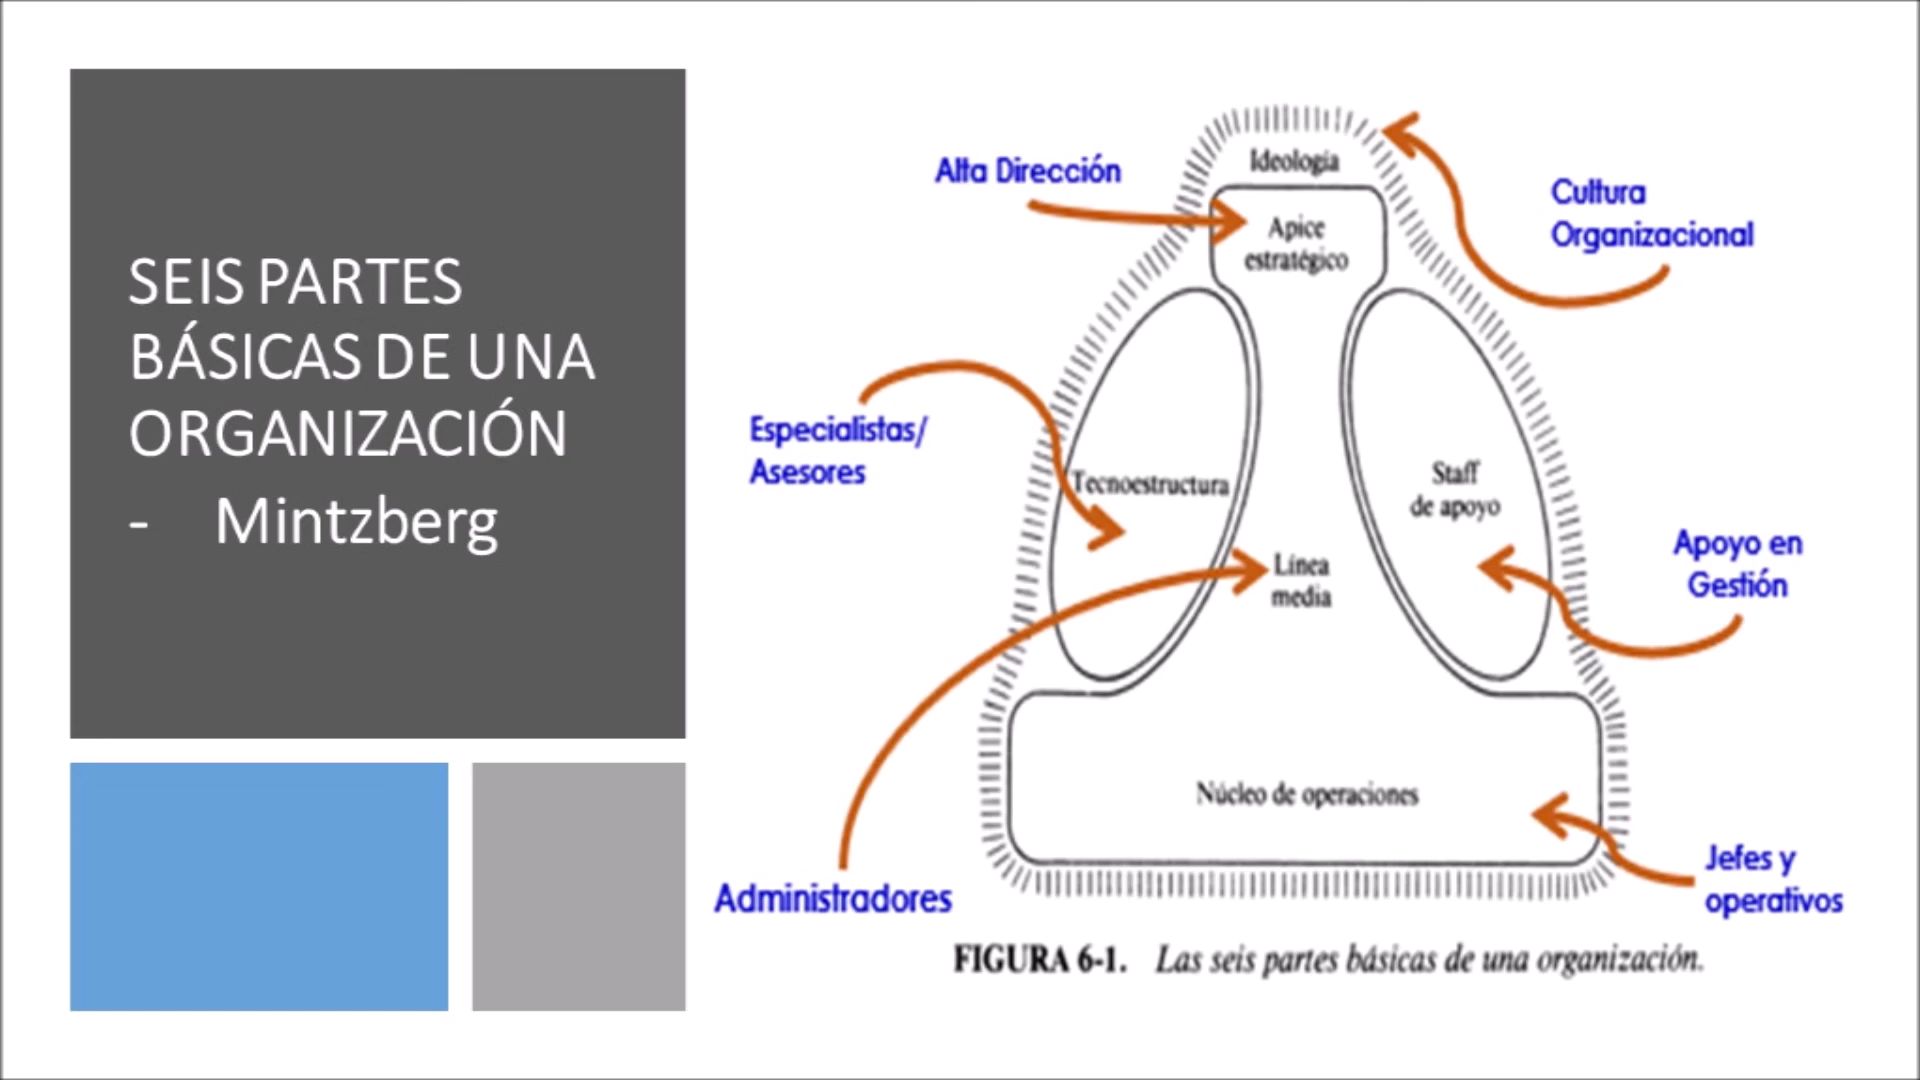 SEIS PARTES
BÁSICAS DE UNA
ORGANIZACIÓN
- Mintzberg
Ideologia
Alta Dirección
Cultura
Organizacional
Apice
estratégico
Especialistas/
Asesores
Tecnoestructura
Staff
de apoyo
Apoyo en
Gestión
Línea
media
Núcleo de operaciones
Jefes y
operativos
Administradores
FIGURA 6-1. Las seis partes básicas de una organización.